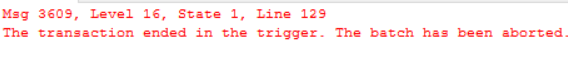 Msg 3609, Level 16, State 1, Line 129
The transaction ended in the trigger. The batch has been aborted.